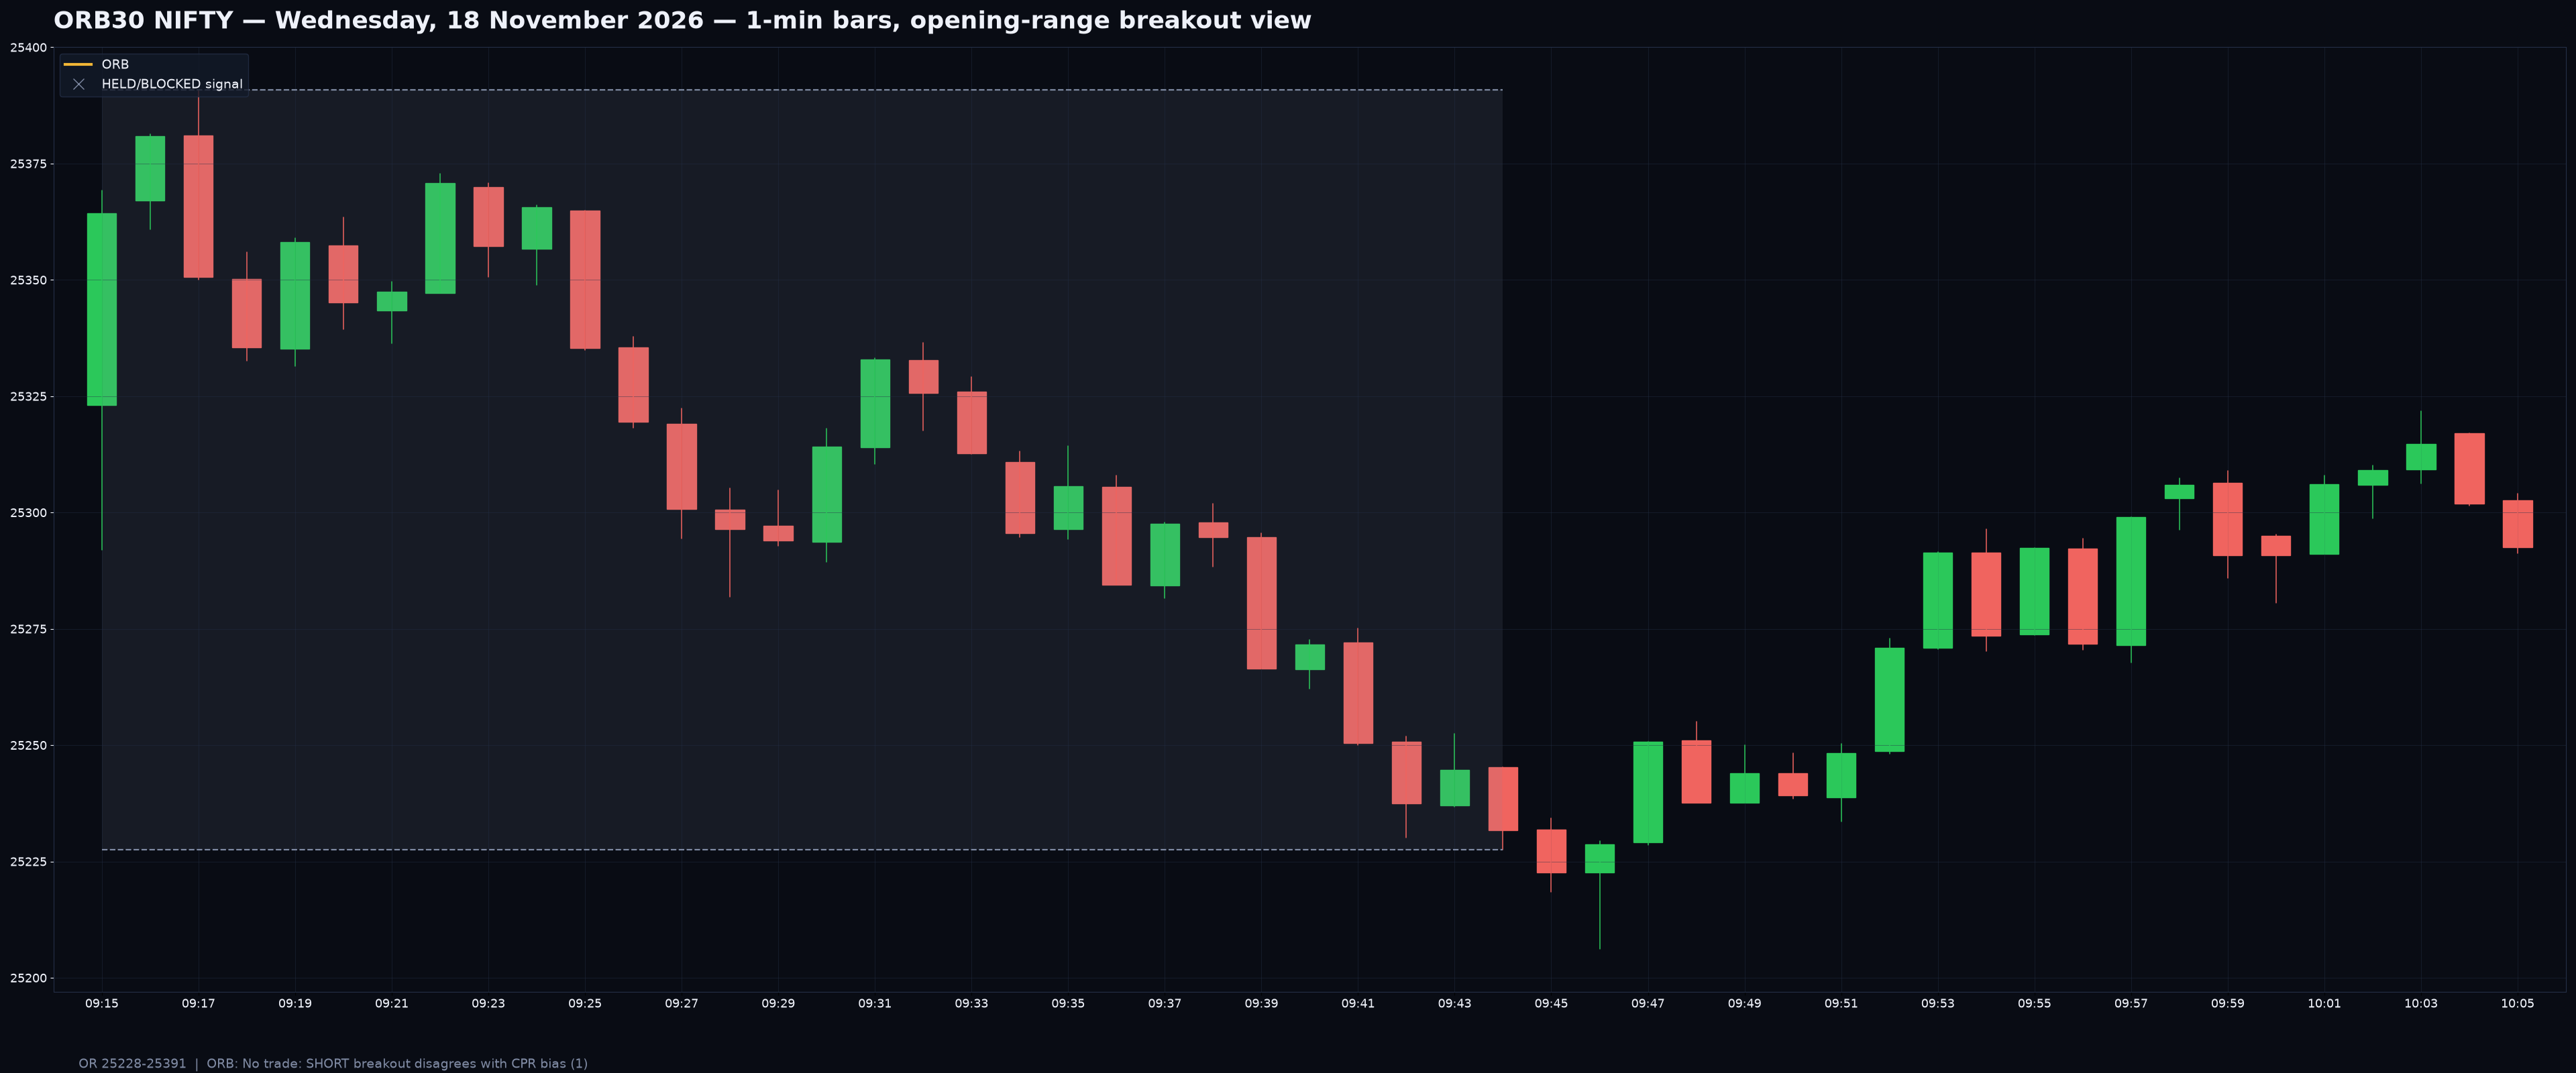 ORB30 NIFTY — Wednesday, 18 November 2026 — 1-min bars, opening-range breakout view
ORB
HELD/BLOCKED signal
25400
25375
25350
25325
25300
25275
25250
25225
25200
09:15 09:17 09:19 09:21 09:23 09:25 09:27 09:29 09:31 09:33 09:35 09:37 09:39 09:41 09:43 09:45 09:47 09:49 09:51 09:53 09:55 09:57 09:59 10:01 10:03 10:05
OR 25228-25391 | ORB: No trade: SHORT breakout disagrees with CPR bias (1)